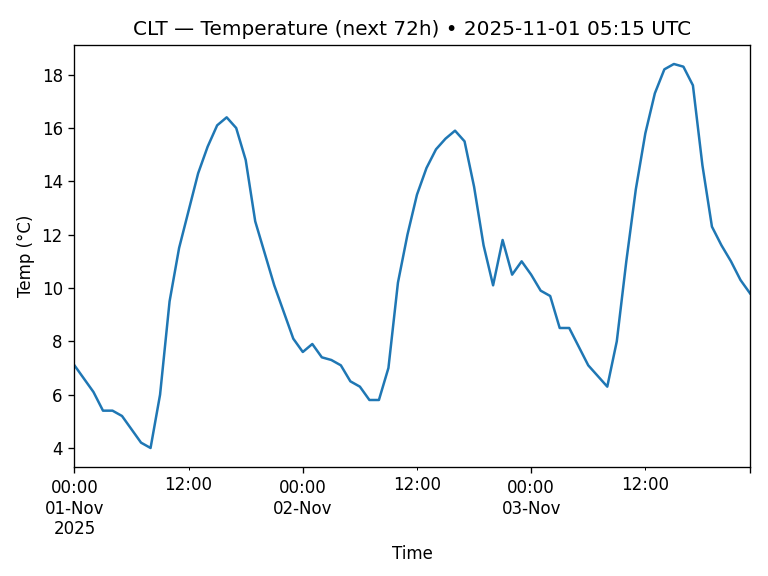 CLT — Temperature (next 72h) • 2025-11-01 05:15 UTC
Temp (°C)
18
16
14
12
10
8
6
4
00:00 12:00 00:00 12:00 00:00 12:00
01-Nov 02-Nov 03-Nov
2025
Time